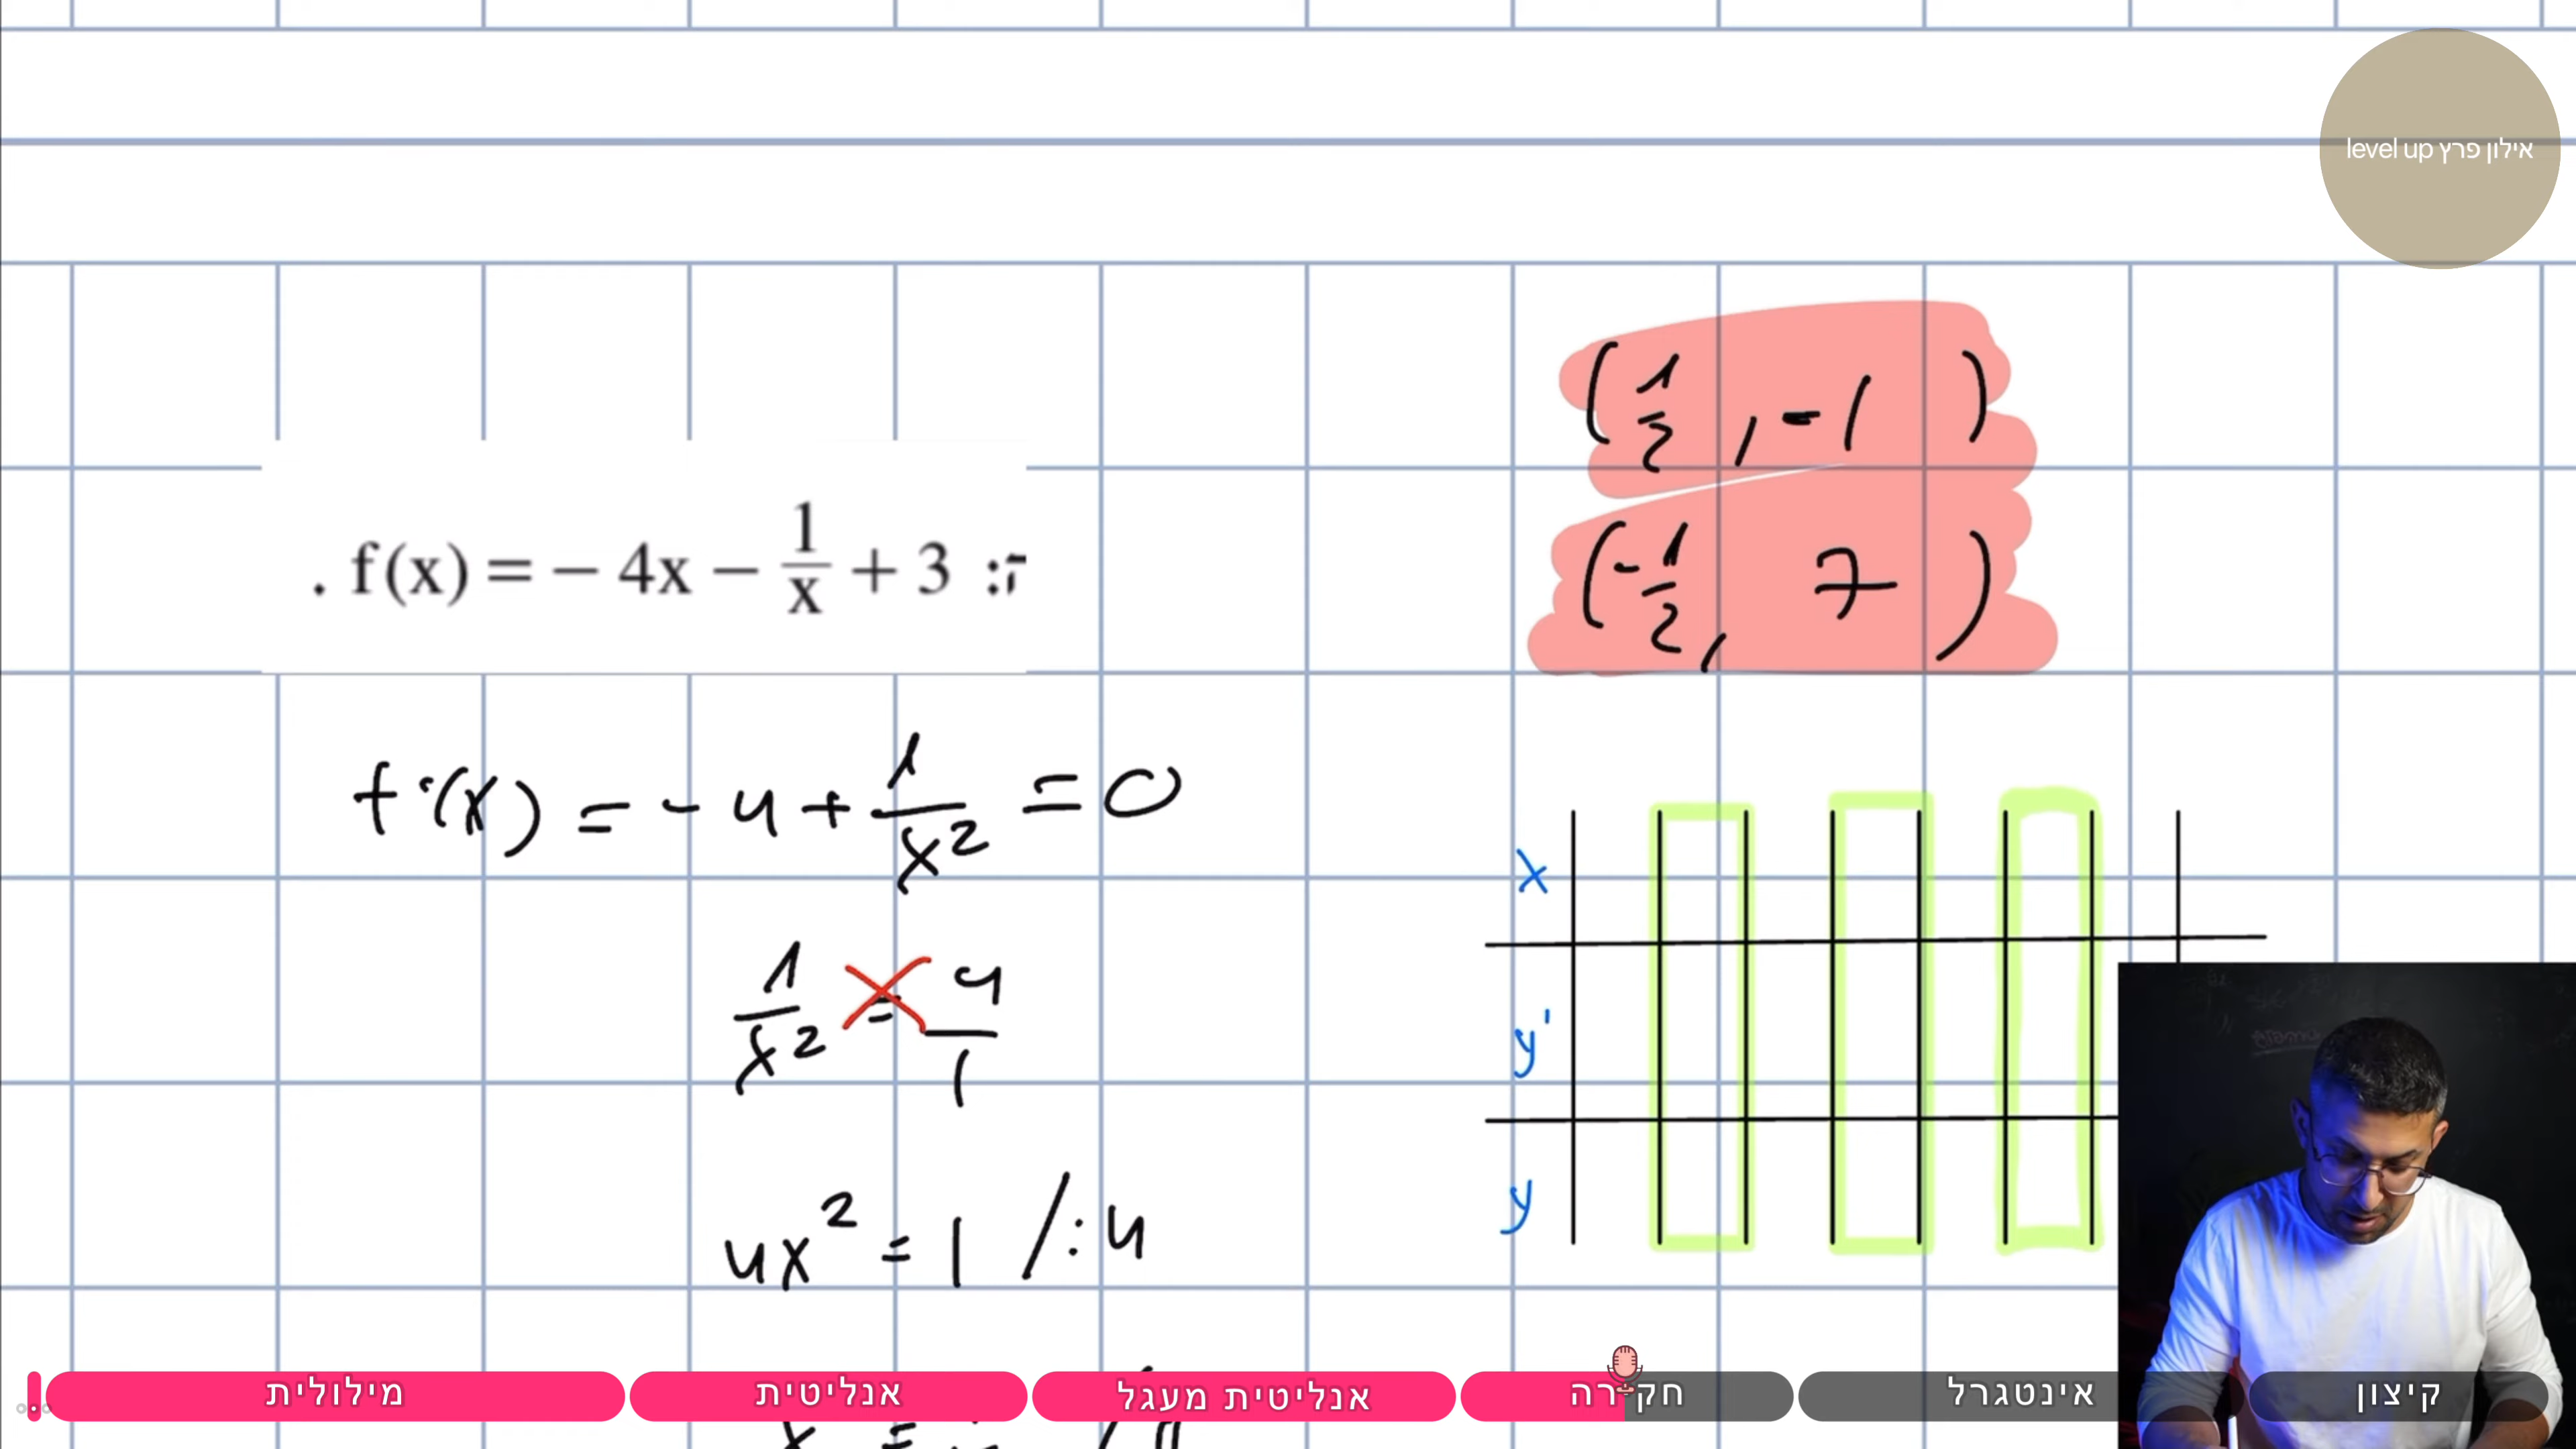 אילון פרץ level up
(1/2, -1)
. f(x) = − 4x − 1/x + 3 :ה
(-1/2, 7)
f'(x) = - 4 + 1/x² = 0
x
1/x² = 4/1
y'
y
4x² = 1 /:4
מילולית
אנליטית
אנליטית מעגל
חקירה
אינטגרל
קיצון